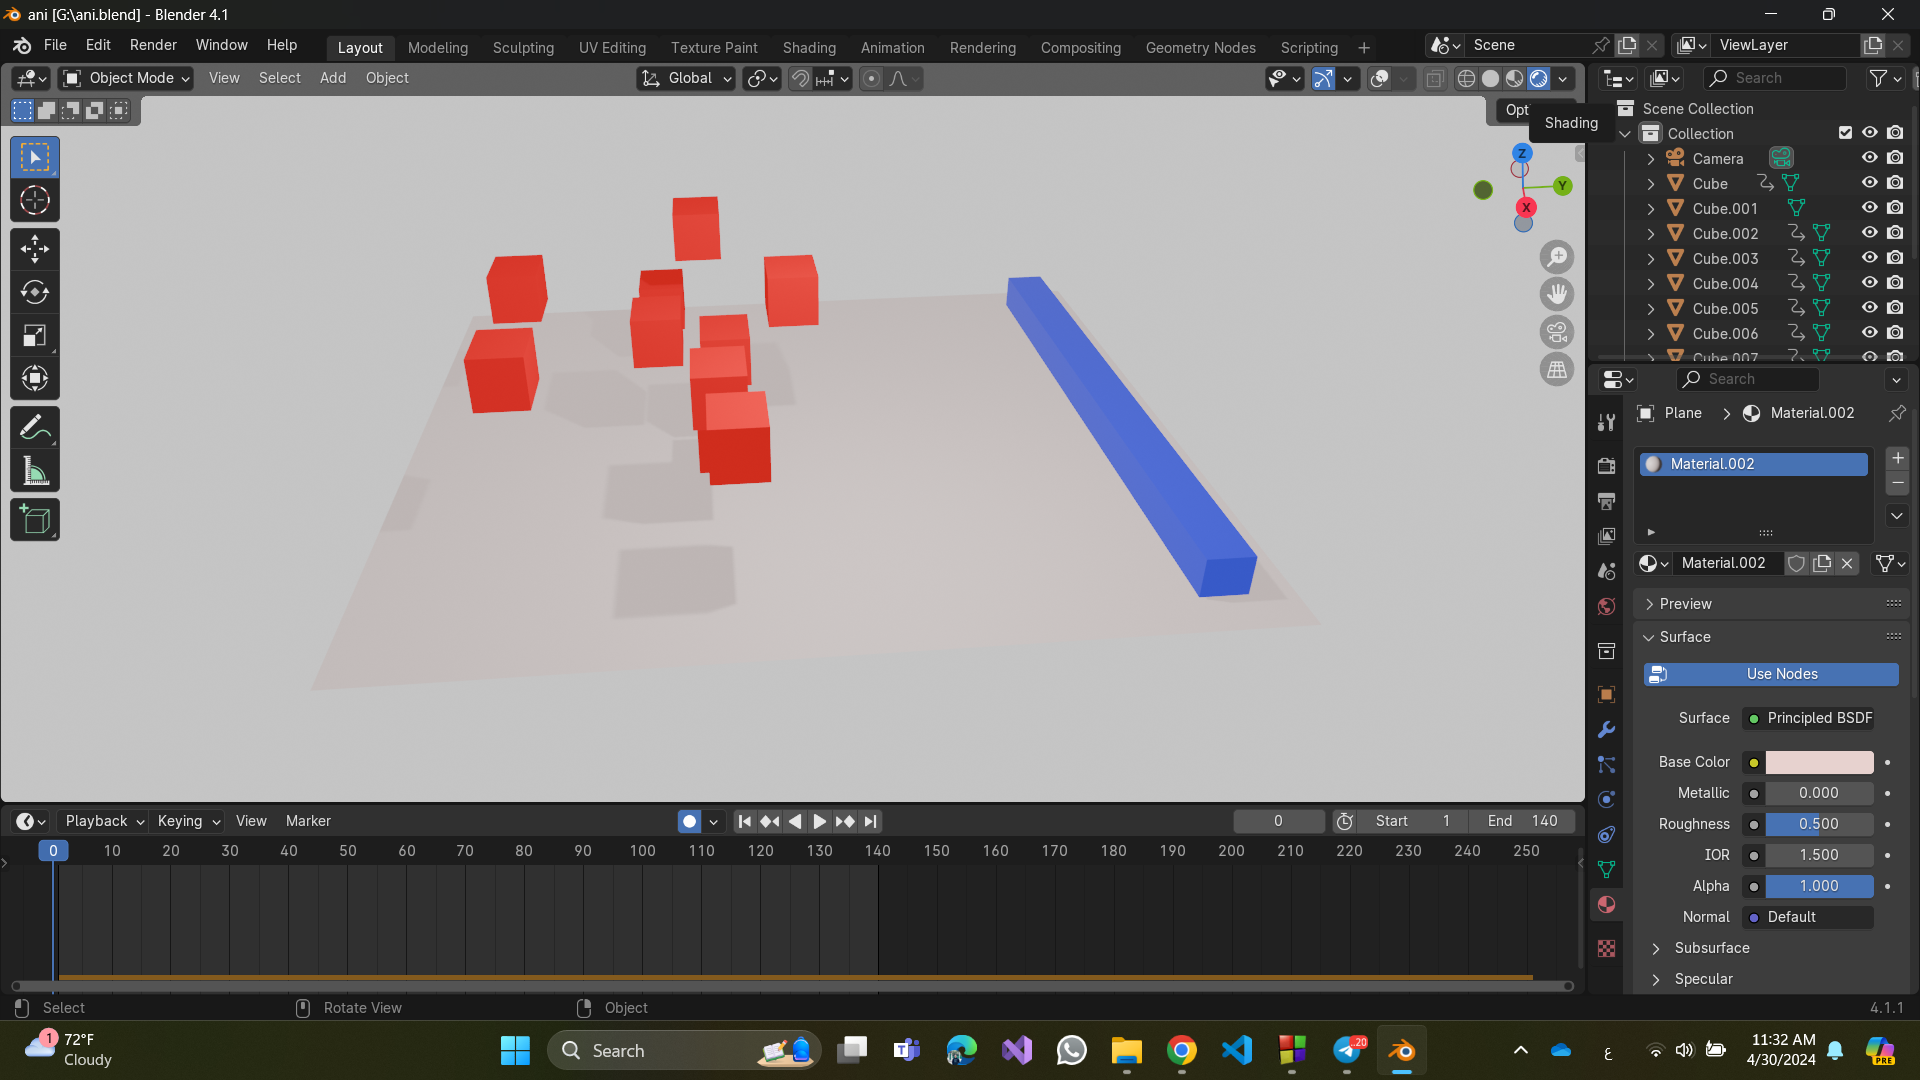 ani [G:\ani.blend] - Blender 4.1
File Edit Render Window Help Layout Modeling Sculpting UV Editing Texture Paint Shading Animation Rendering Compositing Geometry Nodes Scripting + Scene ViewLayer
Object Mode View Select Add Object Global Search
Opt
Shading
Z
Y
X
Scene Collection
Collection
Camera
Cube
Cube.001
Cube.002
Cube.003
Cube.004
Cube.005
Cube.006
Cube.007
Search
Plane > Material.002
Material.002
Material.002
Preview
Surface
Use Nodes
Surface Principled BSDF
Base Color
Metallic 0.000
Roughness 0.500
IOR 1.500
Alpha 1.000
Normal Default
Subsurface
Specular
Playback Keying View Marker 0 Start 1 End 140
0 10 20 30 40 50 60 70 80 90 100 110 120 130 140 150 160 170 180 190 200 210 220 230 240 250
Select Rotate View Object 4.1.1
1 72°F
Cloudy
Search
20
ع
11:32 AM
4/30/2024
PRE